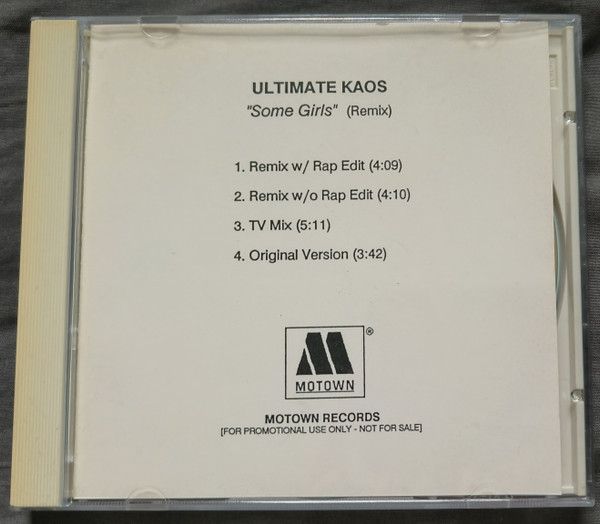 ULTIMATE KAOS
"Some Girls" (Remix)
1. Remix w/ Rap Edit (4:09)
2. Remix w/o Rap Edit (4:10)
3. TV Mix (5:11)
4. Original Version (3:42)
®
MOTOWN
MOTOWN RECORDS
[FOR PROMOTIONAL USE ONLY - NOT FOR SALE]